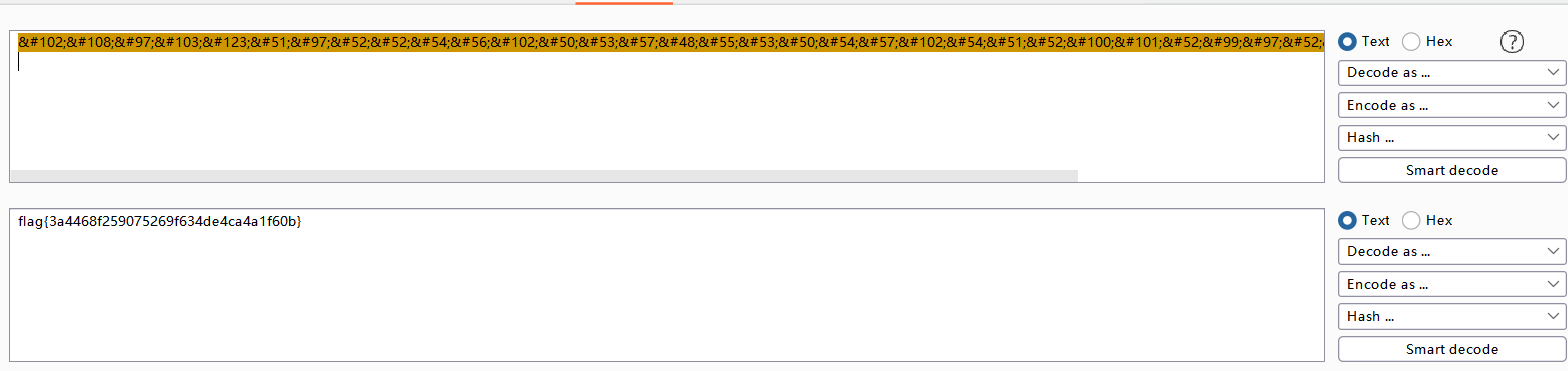 &#102;&#108;&#97;&#103;&#123;&#51;&#97;&#52;&#52;&#54;&#56;&#102;&#50;&#53;&#57;&#48;&#55;&#53;&#50;&#54;&#57;&#102;&#54;&#51;&#52;&#100;&#101;&#52;&#99;&#97;&#52;&
Text Hex ?
Decode as ...
Encode as ...
Hash ...
Smart decode
flag{3a4468f259075269f634de4ca4a1f60b}
Text Hex
Decode as ...
Encode as ...
Hash ...
Smart decode